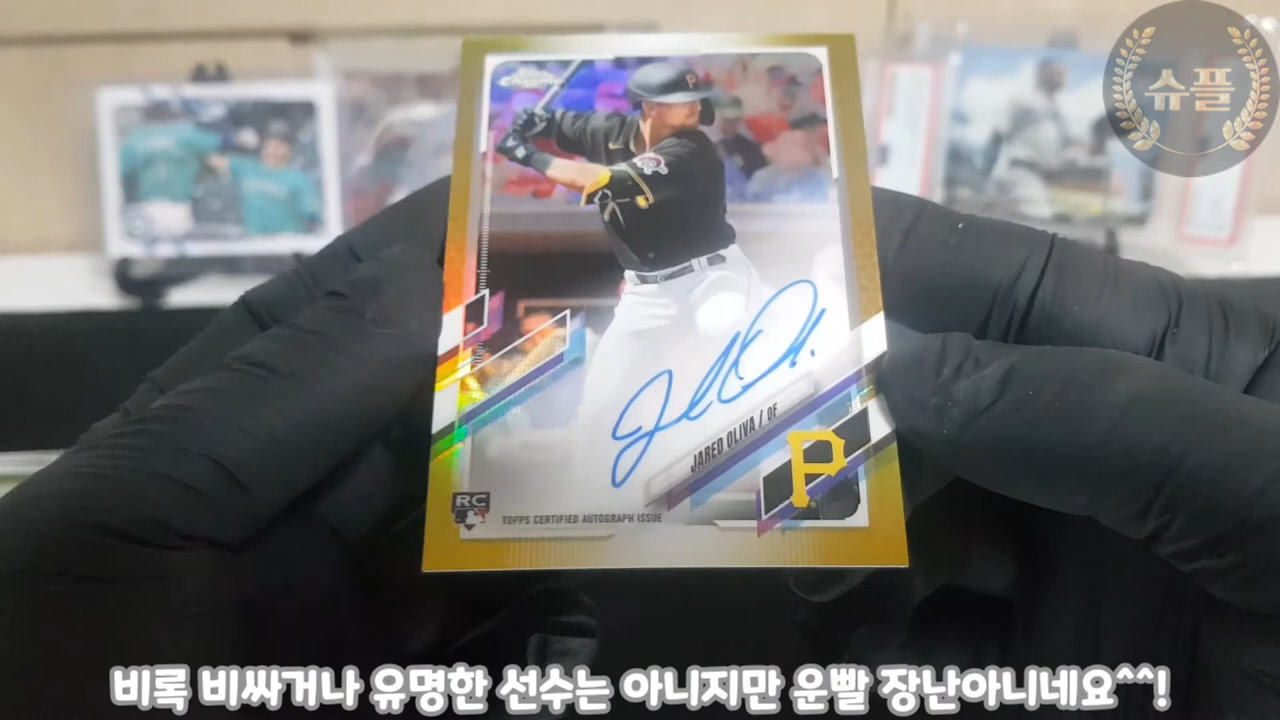 슈플
Topps
Chrome
P
JARED OLIVA / OF
P
RC
TOPPS CERTIFIED AUTOGRAPH ISSUE
비록 비싸거나 유명한 선수는 아니지만 운빨 장난아니네요^^!